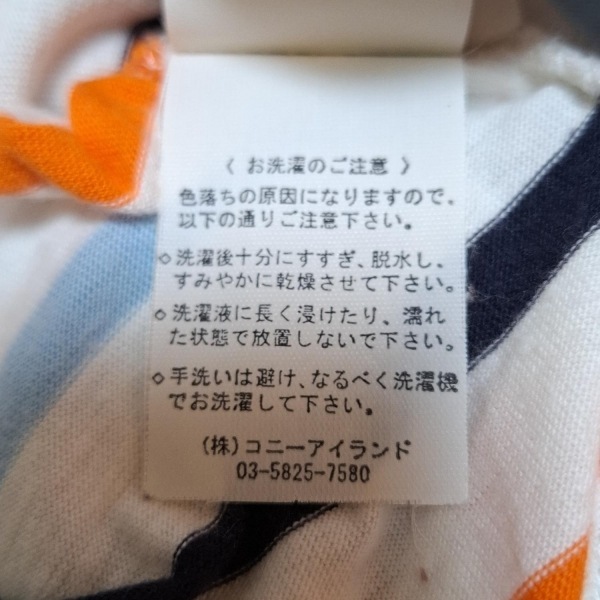 〈 お洗濯のご注意 〉
色落ちの原因になりますので、
以下の通りご注意下さい。
◇洗濯後十分にすすぎ、脱水し、
すみやかに乾燥させて下さい。
◇洗濯液に長く浸けたり、濡れ
た状態で放置しないで下さい。
◇手洗いは避け、なるべく洗濯機
でお洗濯して下さい。
(株)コニーアイランド
03-5825-7580